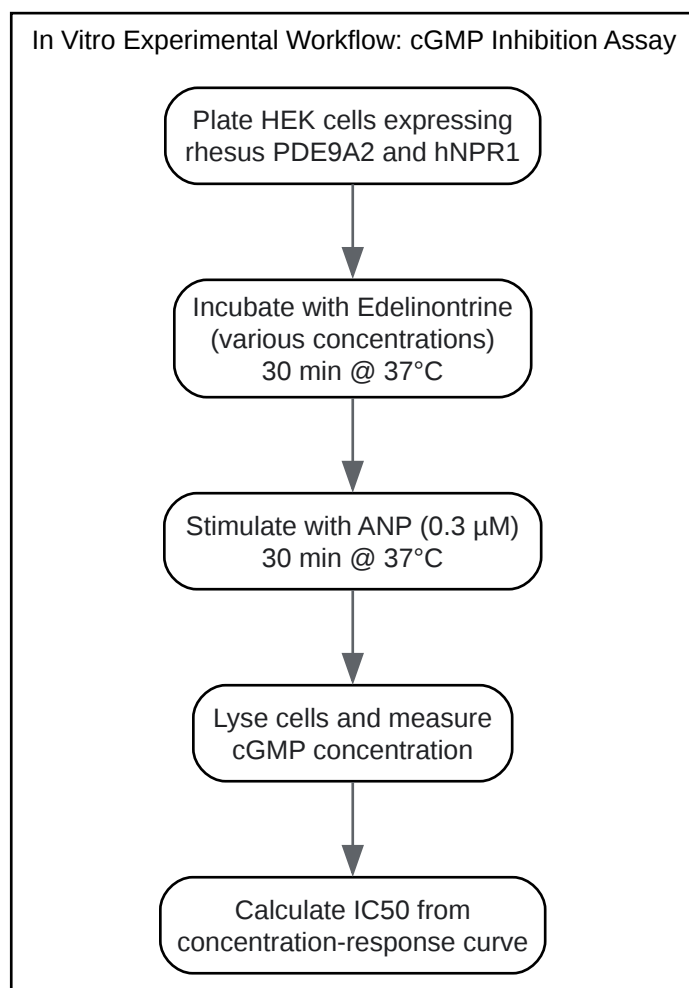 In Vitro Experimental Workflow: cGMP Inhibition Assay
Plate HEK cells expressing
rhesus PDE9A2 and hNPR1
Incubate with Edelinontrine
(various concentrations)
30 min @ 37°C
Stimulate with ANP (0.3 µM)
30 min @ 37°C
Lyse cells and measure
cGMP concentration
Calculate IC50 from
concentration-response curve